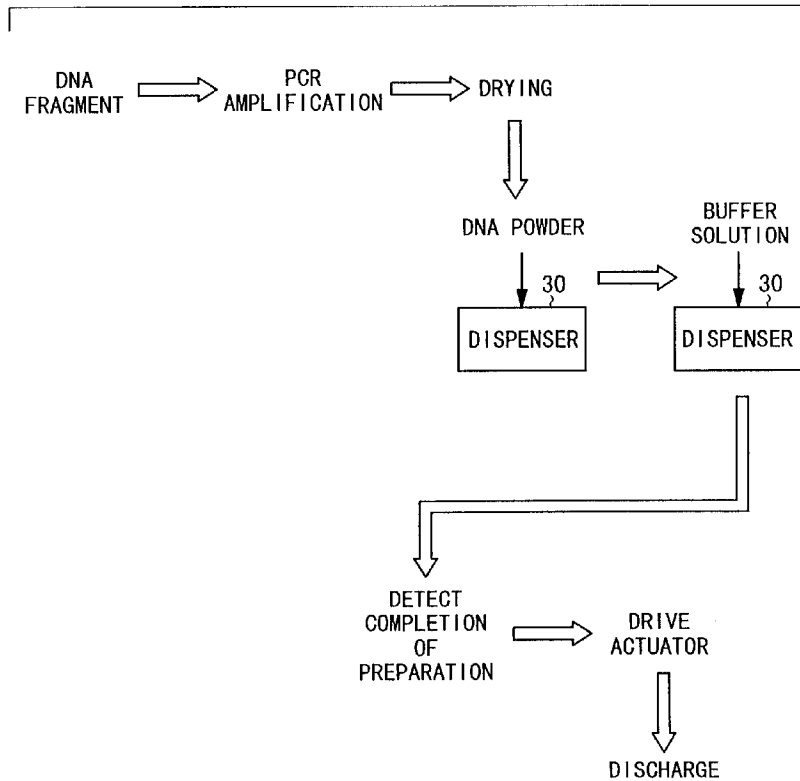 DNA
FRAGMENT
PCR
AMPLIFICATION
DRYING
DNA POWDER
BUFFER
SOLUTION
30
30
DISPENSER
DISPENSER
DETECT
COMPLETION
OF
PREPARATION
DRIVE
ACTUATOR
DISCHARGE